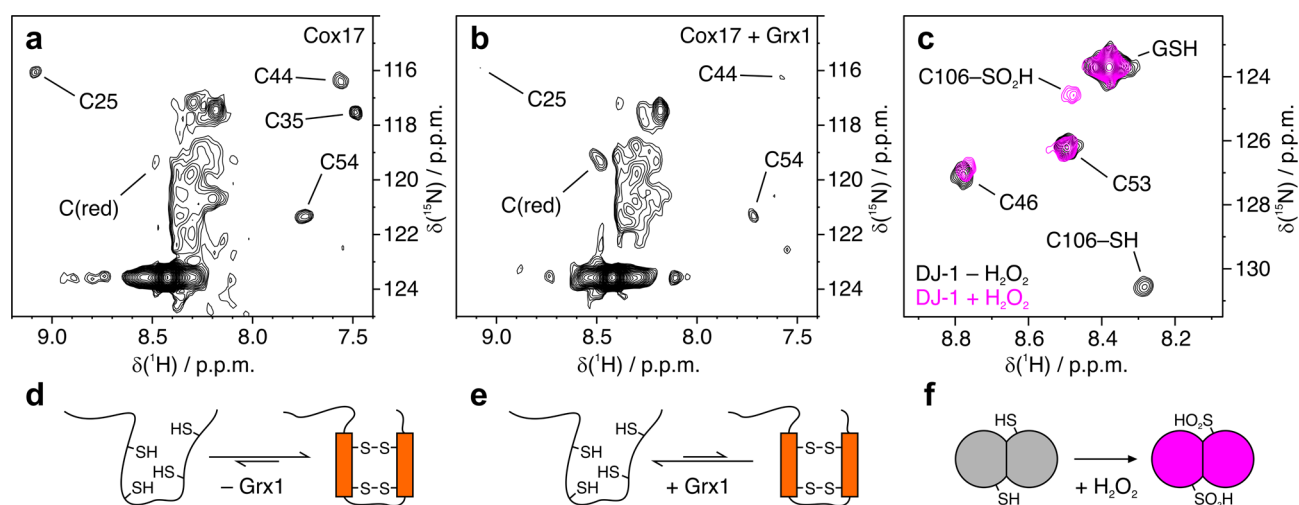 a
Cox17
C25
C44
C35
C54
C(red)
116
118
120
122
124
δ(¹⁵N) / p.p.m.
9.0 8.5 8.0 7.5
δ(¹H) / p.p.m.
b
Cox17 + Grx1
C25
C44
C54
C(red)
116
118
120
122
124
δ(¹⁵N) / p.p.m.
9.0 8.5 8.0 7.5
δ(¹H) / p.p.m.
c
GSH
C106–SO₂H
C53
C46
C106–SH
DJ-1 – H₂O₂
DJ-1 + H₂O₂
124
126
128
130
δ(¹⁵N) / p.p.m.
8.8 8.6 8.4 8.2
δ(¹H) / p.p.m.
d
HS
SH
HS
SH
– Grx1
S–S
S–S
e
HS
SH
HS
SH
+ Grx1
S–S
S–S
f
HS
SH
+ H₂O₂
HO₂S
SO₂H